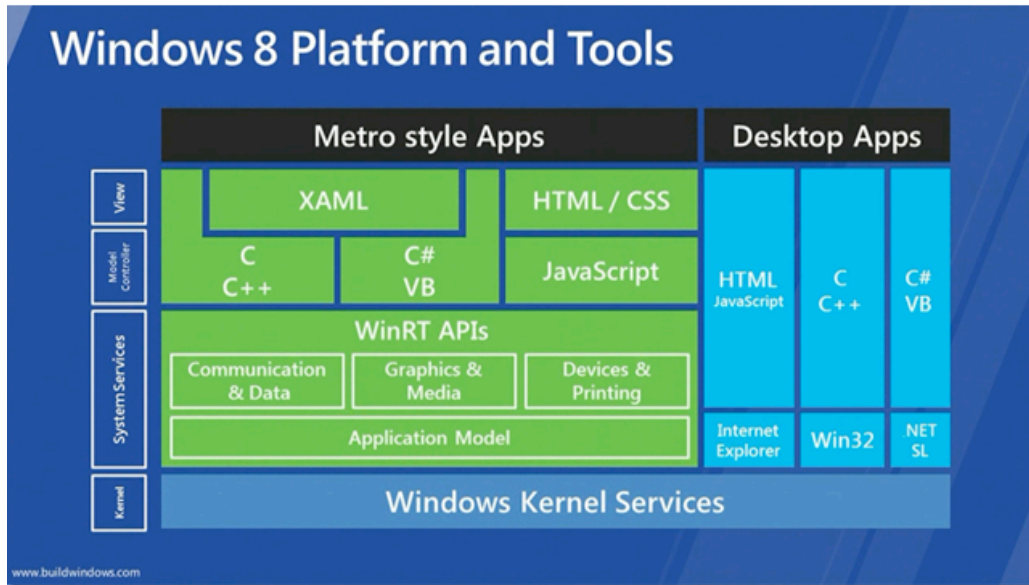 Windows 8 Platform and Tools
Metro style Apps
Desktop Apps
View
XAML
HTML / CSS
Model
Controller
C
C++
C#
VB
JavaScript
HTML
JavaScript
C
C++
C#
VB
System Services
WinRT APIs
Communication
& Data
Graphics &
Media
Devices &
Printing
Application Model
Internet
Explorer
Win32
.NET
SL
Kernel
Windows Kernel Services
www.buildwindows.com